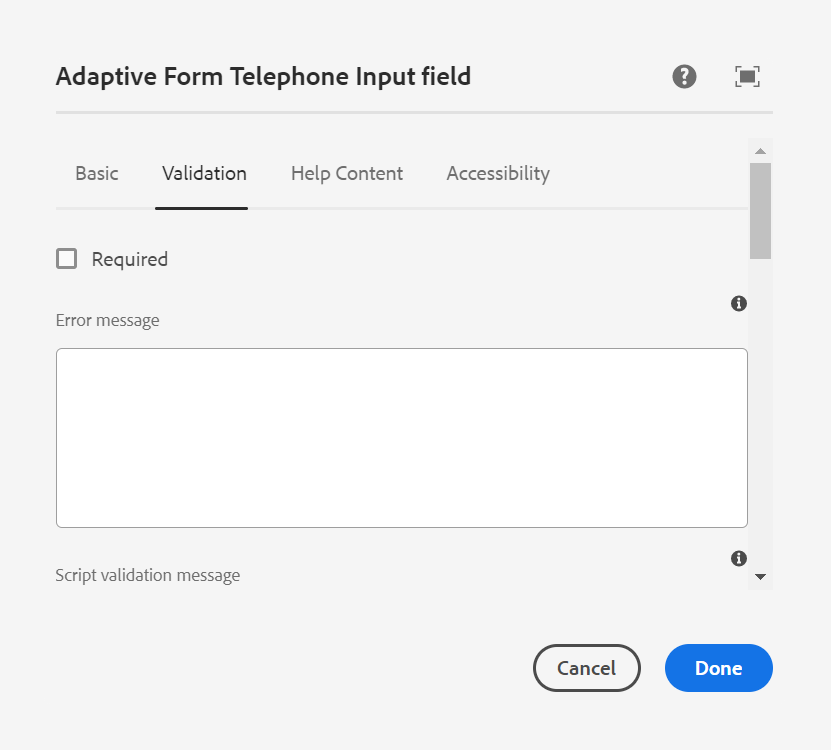 Adaptive Form Telephone Input field
Basic Validation Help Content Accessibility
Required
Error message
Script validation message
Cancel Done